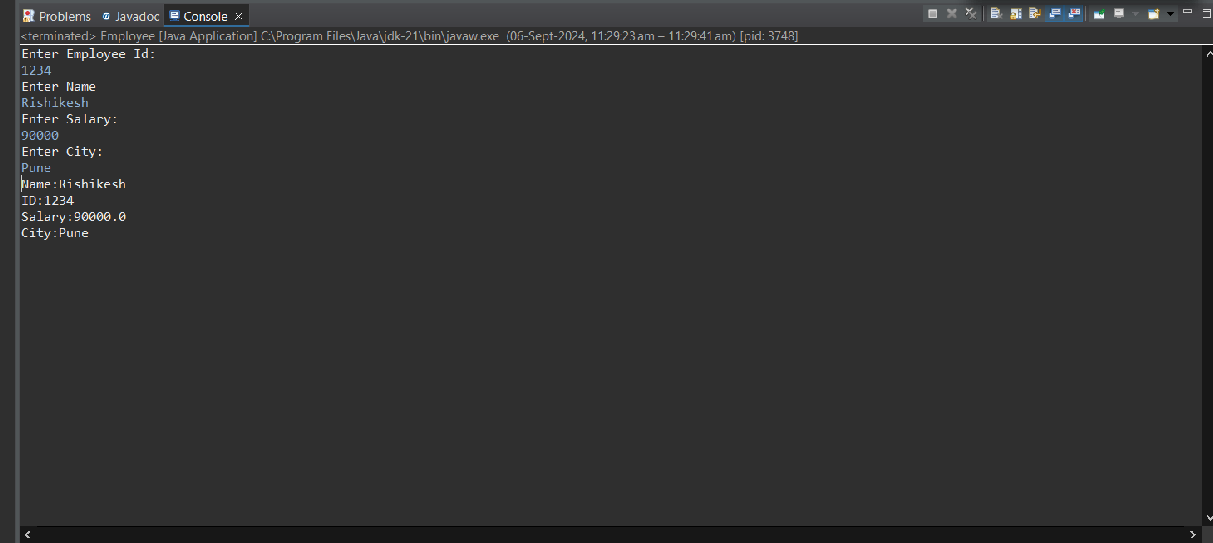 Problems Javadoc Console
<terminated> Employee [Java Application] C:\Program Files\Java\jdk-21\bin\javaw.exe (06-Sept-2024, 11:29:23 am – 11:29:41 am) [pid: 3748]
Enter Employee Id:
1234
Enter Name
Rishikesh
Enter Salary:
90000
Enter City:
Pune
Name:Rishikesh
ID:1234
Salary:90000.0
City:Pune